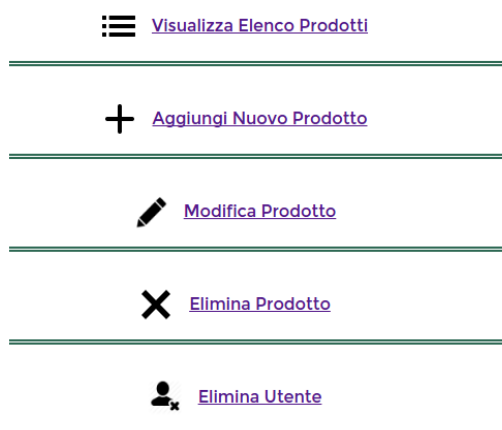 Visualizza Elenco Prodotti
Aggiungi Nuovo Prodotto
Modifica Prodotto
Elimina Prodotto
Elimina Utente